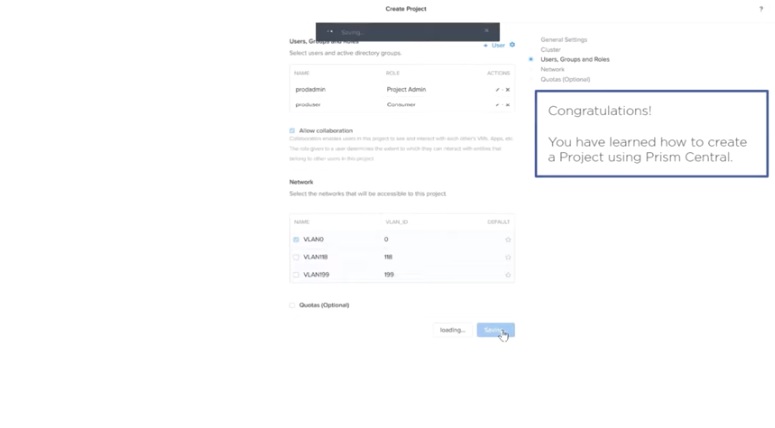 Create Project
?
Saving...
Users, Groups and Roles
+ User
Select users and active directory groups.
NAME ROLE ACTIONS
prodadmin Project Admin
produser Consumer
Allow collaboration
Collaboration enables users in this project to see and interact with each other's VMs, Apps, etc.
The role given to a user determines the extent to which they can interact with entities that
belong to other users in this project.
Network
Select the networks that will be accessible to this project.
NAME VLAN_ID DEFAULT
VLAN0 0
VLAN118 118
VLAN199 199
Quotas (Optional)
loading... Saving...
General Settings
Cluster
Users, Groups and Roles
Network
Quotas (Optional)
Congratulations!
You have learned how to create
a Project using Prism Central.